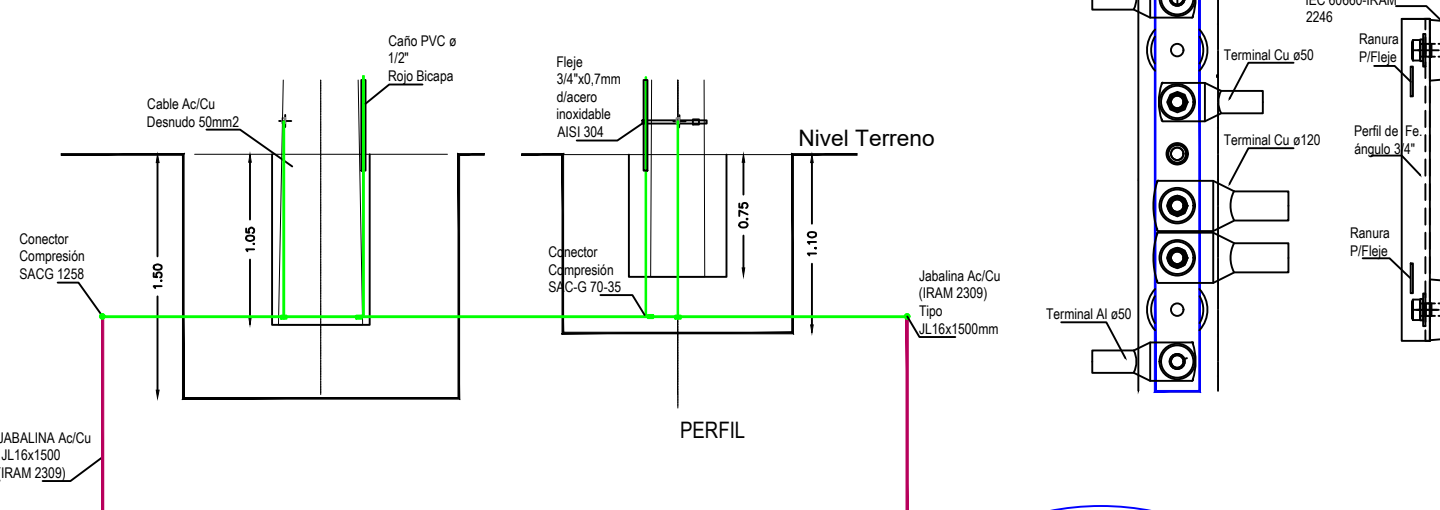 Caño PVC ø
1/2"
Rojo Bicapa
Cable Ac/Cu
Desnudo 50mm2
Fleje
3/4"x0,7mm
d/acero
inoxidable
AISI 304
Nivel Terreno
1.50
1.05
0.75
1.10
Conector
Compresión
SACG 1258
Conector
Compresión
SAC-G 70-35
Jabalina Ac/Cu
(IRAM 2309)
Tipo
JL16x1500mm
PERFIL
JABALINA Ac/Cu
JL16x1500
(IRAM 2309)
IEC 60660-IRAM
2246
Terminal Cu ø50
Terminal Cu ø120
Terminal Al ø50
Ranura
P/Fleje
Perfil de Fe.
ángulo 3/4"
Ranura
P/Fleje